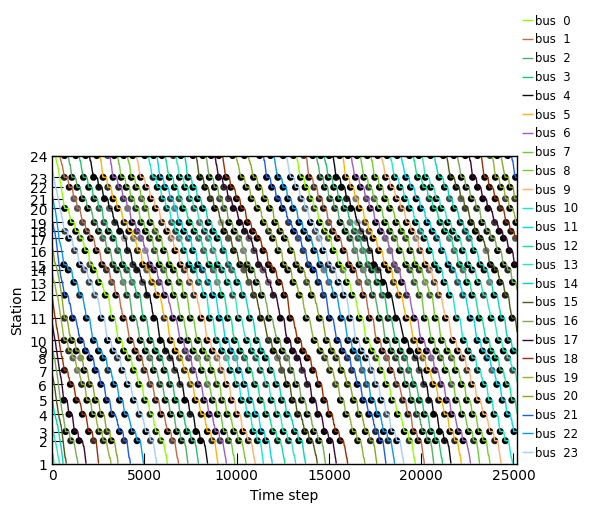 bus 0
bus 1
bus 2
bus 3
bus 4
bus 5
bus 6
bus 7
bus 8
bus 9
bus 10
bus 11
bus 12
bus 13
bus 14
bus 15
bus 16
bus 17
bus 18
bus 19
bus 20
bus 21
bus 22
bus 23
24
23
22
21
20
19
18
17
16
15
14
13
12
11
10
9
8
7
6
5
4
3
2
1
Station
0 5000 10000 15000 20000 25000
Time step